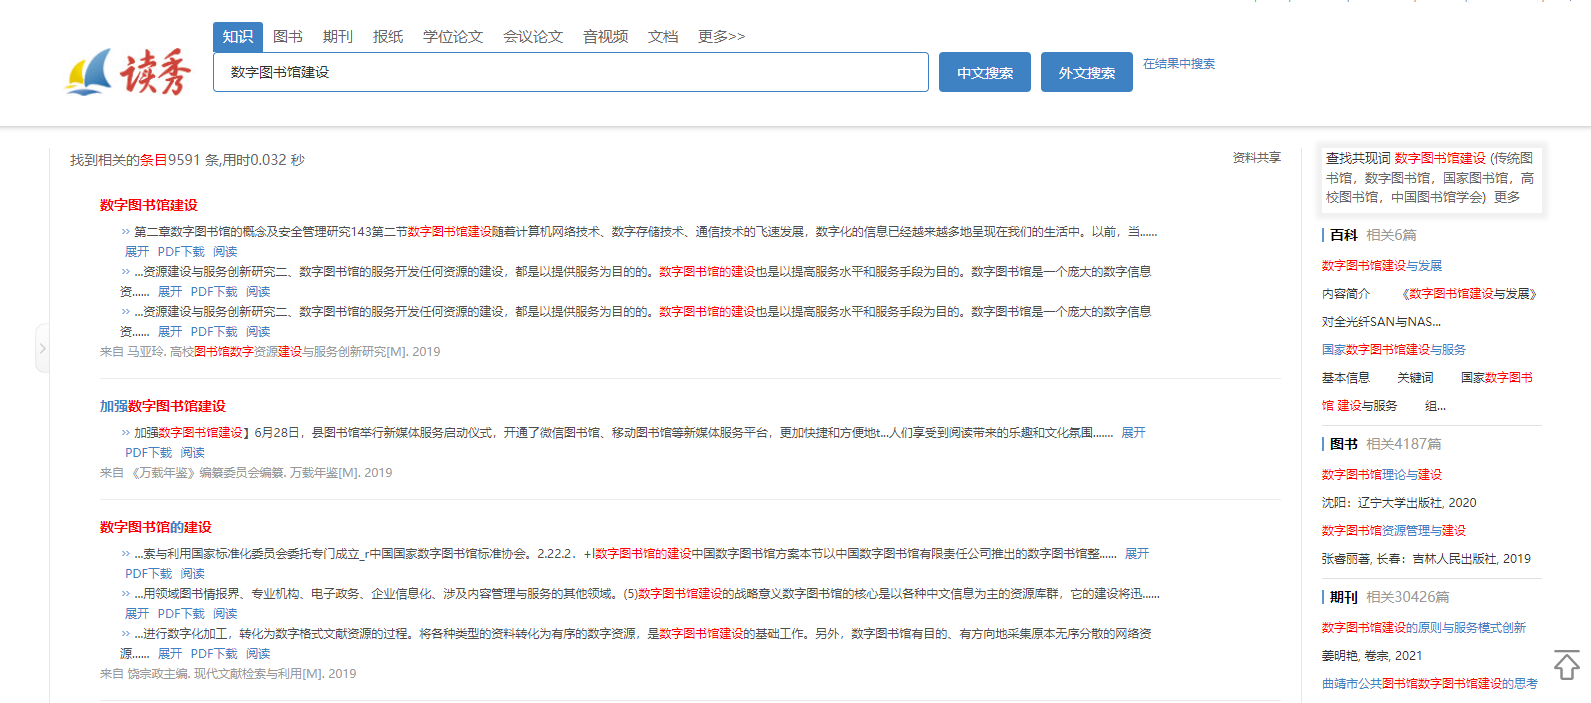 知识 图书 期刊 报纸 学位论文 会议论文 音视频 文档 更多>>
读秀
数字图书馆建设 中文搜索 外文搜索 在结果中搜索
找到相关的条目9591 条,用时0.032 秒
资料共享
数字图书馆建设
›› 第二章数字图书馆的概念及安全管理研究143第二节数字图书馆建设随着计算机网络技术、数字存储技术、通信技术的飞速发展，数字化的信息已经越来越多地呈现在我们的生活中。以前，当......
展开 PDF下载 阅读
›› ...资源建设与服务创新研究二、数字图书馆的服务开发任何资源的建设，都是以提供服务为目的的。数字图书馆的建设也是以提高服务水平和服务手段为目的。数字图书馆是一个庞大的数字信息
资...... 展开 PDF下载 阅读
›› ...资源建设与服务创新研究二、数字图书馆的服务开发任何资源的建设，都是以提供服务为目的的。数字图书馆的建设也是以提高服务水平和服务手段为目的。数字图书馆是一个庞大的数字信息
资...... 展开 PDF下载 阅读
来自 马亚玲. 高校图书馆数字资源建设与服务创新研究[M]. 2019
加强数字图书馆建设
›› 加强数字图书馆建设】6月28日，县图书馆举行新媒体服务启动仪式，开通了微信图书馆、移动图书馆等新媒体服务平台，更加快捷和方便地t...人们享受到阅读带来的乐趣和文化氛围....... 展开
PDF下载 阅读
来自 《万载年鉴》编纂委员会编纂. 万载年鉴[M]. 2019
数字图书馆的建设
›› ...索与利用国家标准化委员会委托专门成立_r中国国家数字图书馆标准协会。2.22.2．+I数字图书馆的建设中国数字图书馆方案本节以中国数字图书馆有限责任公司推出的数字图书馆整...... 展开
PDF下载 阅读
›› ...用领域图书情报界、专业机构、电子政务、企业信息化、涉及内容管理与服务的其他领域。(5)数字图书馆建设的战略意义数字图书馆的核心是以各种中文信息为主的资源库群，它的建设将迅......
展开 PDF下载 阅读
›› ...进行数字化加工，转化为数字格式文献资源的过程。将各种类型的资料转化为有序的数字资源，是数字图书馆建设的基础工作。另外，数字图书馆有目的、有方向地采集原本无序分散的网络资
源...... 展开 PDF下载 阅读
来自 饶宗政主编. 现代文献检索与利用[M]. 2019
查找共现词 数字图书馆建设 (传统图
书馆，数字图书馆，国家图书馆，高
校图书馆，中国图书馆学会) 更多
百科 相关6篇
数字图书馆建设与发展
内容简介 《数字图书馆建设与发展》
对全光纤SAN与NAS...
国家数字图书馆建设与服务
基本信息 关键词 国家数字图书
馆 建设与服务 组...
图书 相关4187篇
数字图书馆理论与建设
沈阳：辽宁大学出版社, 2020
数字图书馆资源管理与建设
张睿丽著, 长春：吉林人民出版社, 2019
期刊 相关30426篇
数字图书馆建设的原则与服务模式创新
姜明艳, 卷宗, 2021
曲靖市公共图书馆数字图书馆建设的思考